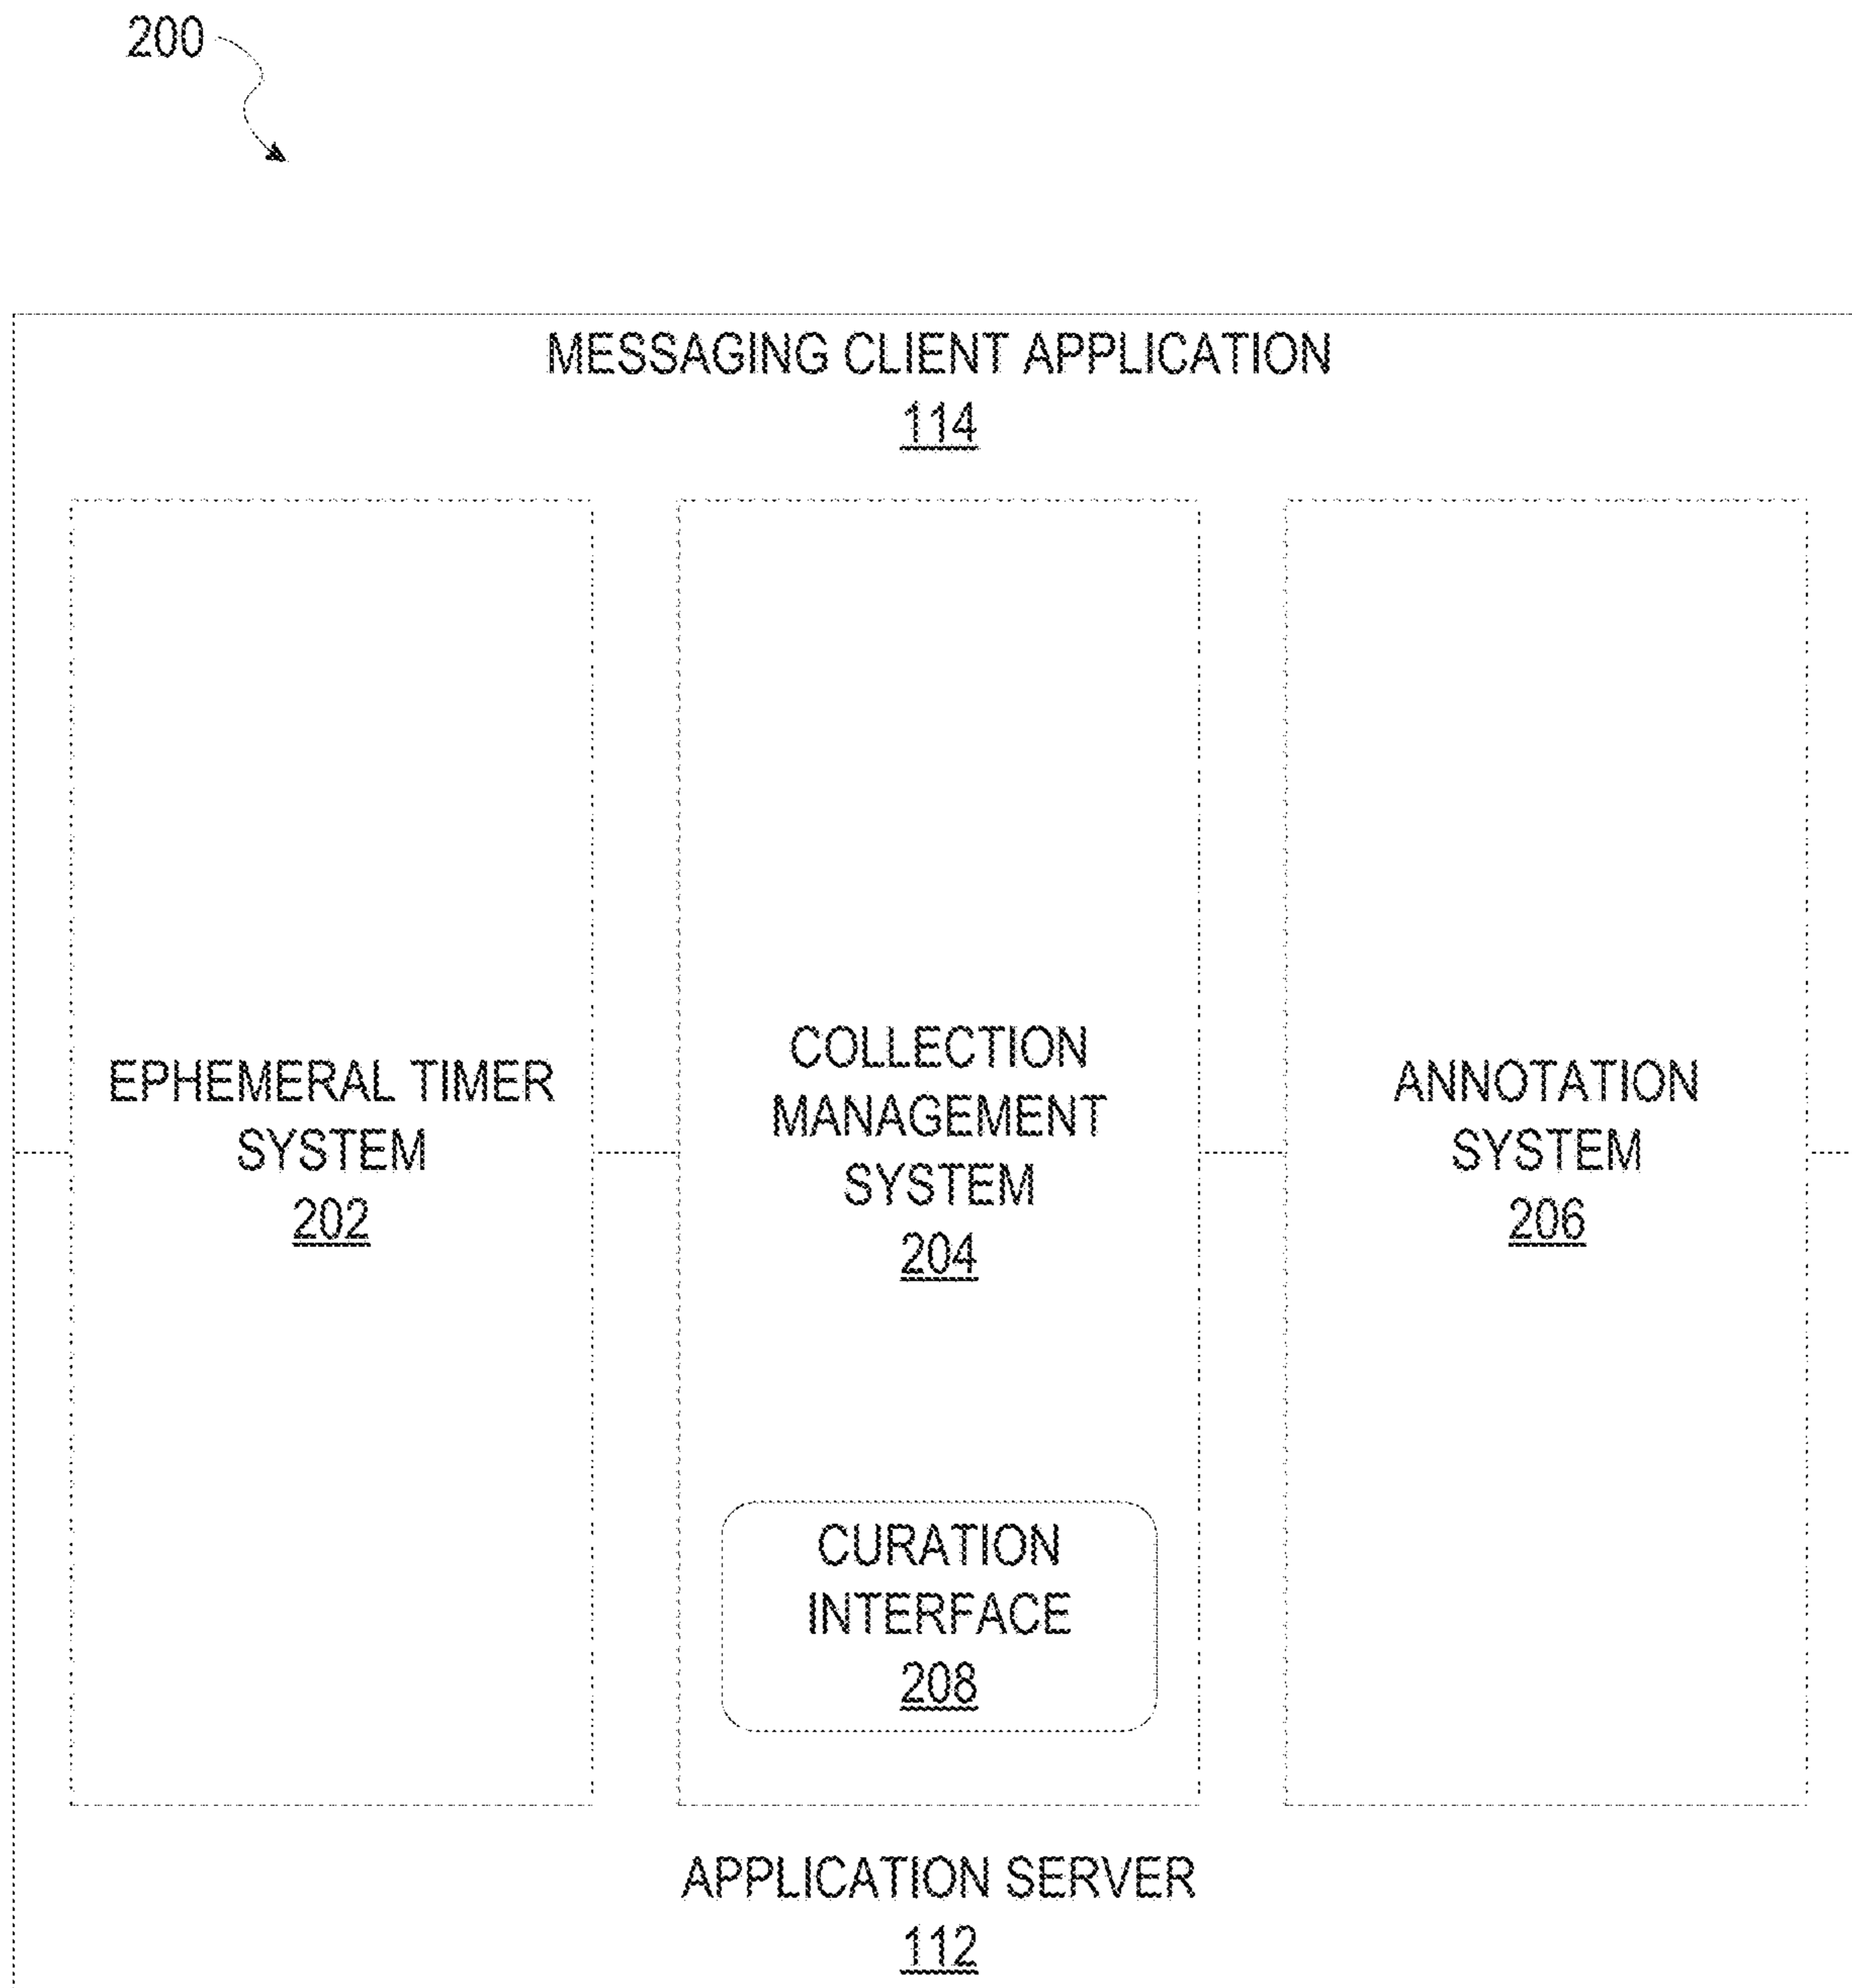 200
MESSAGING CLIENT APPLICATION
114
EPHEMERAL TIMER
SYSTEM
202
COLLECTION
MANAGEMENT
SYSTEM
204
ANNOTATION
SYSTEM
206
CURATION
INTERFACE
208
APPLICATION SERVER
112